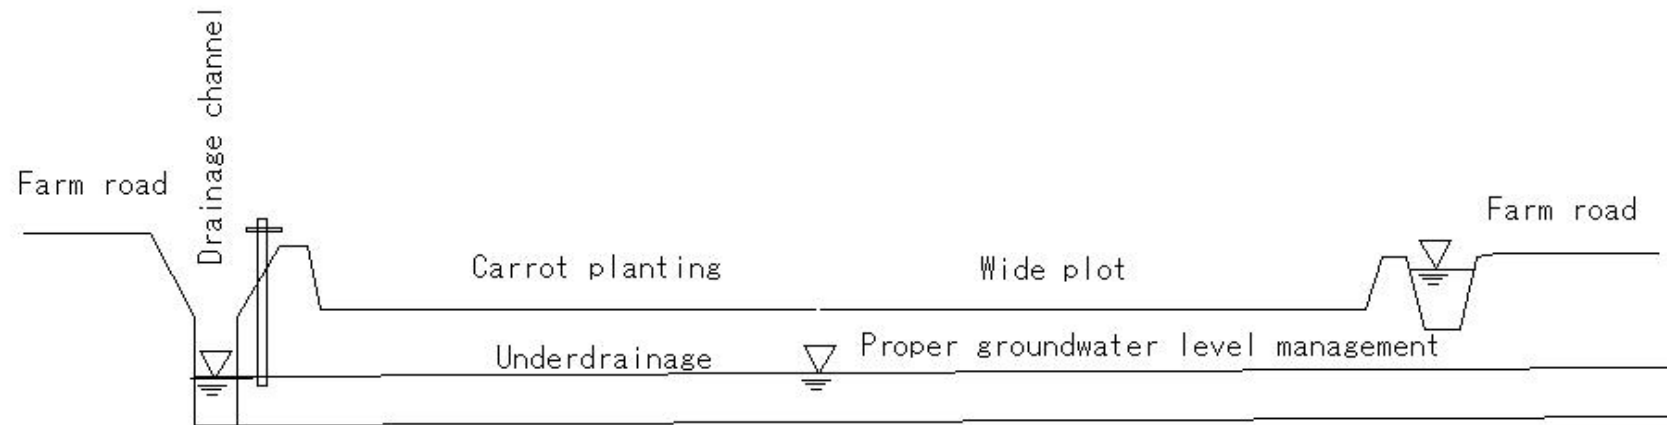 Drainage channel
Farm road
Farm road
Carrot planting
Wide plot
Underdrainage
Proper groundwater level management